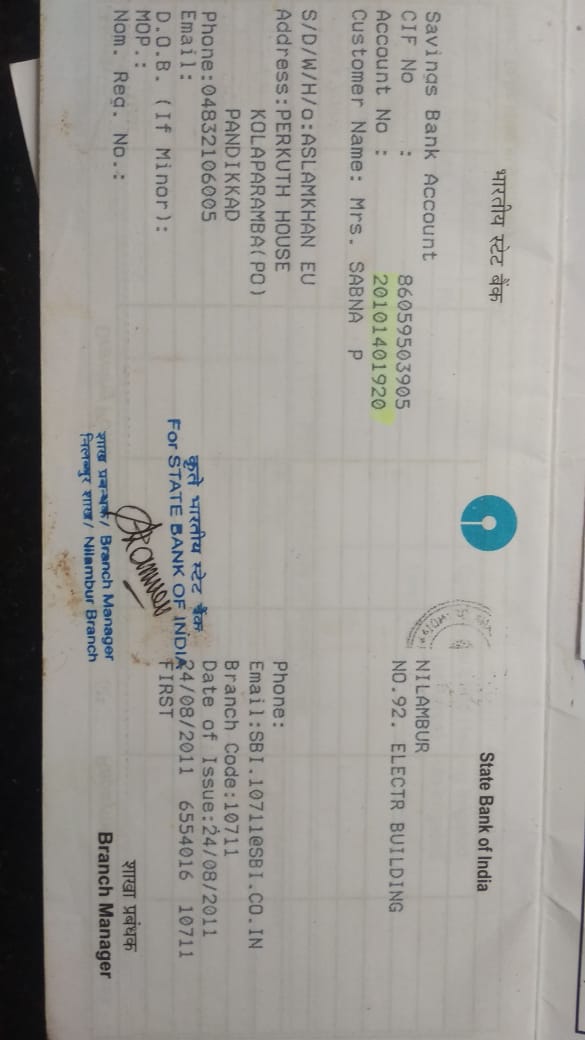 भारतीय स्टेट बैंक
State Bank of India
Savings Bank Account
CIF No : 86059503905
Account No : 20101401920
Customer Name: Mrs. SABNA P
S/D/W/H/o:ASLAMKHAN EU
Address:PERKUTH HOUSE
KOLAPARAMBA(PO)
PANDIKKAD
Phone:04832106005
Email:
D.O.B. (If Minor):
MOP.:
Nom. Reg. No.:
NILAMBUR
NO.92. ELECTR BUILDING
Phone:
Email:SBI.10711@SBI.CO.IN
Branch Code:10711
Date of Issue:24/08/2011
24/08/2011 6554016 10711
FIRST
कृते भारतीय स्टेट बैंक
For STATE BANK OF INDIA
शाखा प्रबन्धक/ Branch Manager
निलम्बुर शाखा/ Nilambur Branch
शाखा प्रबंधक
Branch Manager